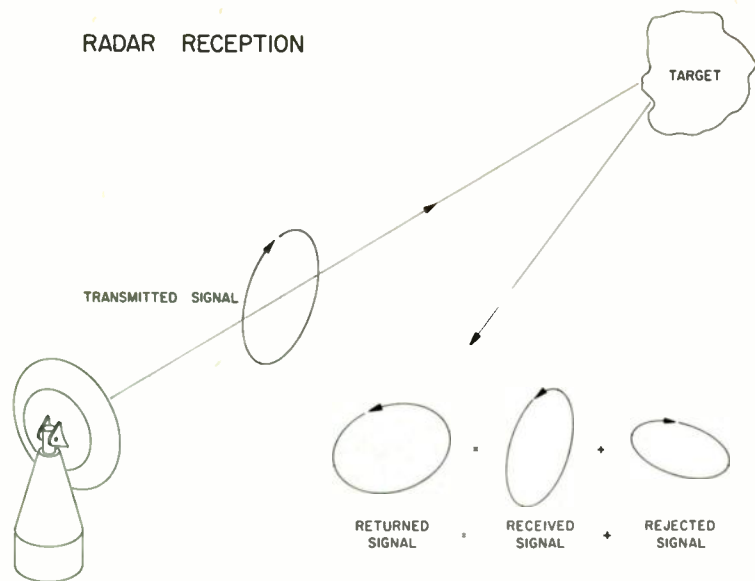 RADAR RECEPTION
TARGET
TRANSMITTED SIGNAL
= +
RETURNED SIGNAL = RECEIVED SIGNAL + REJECTED SIGNAL